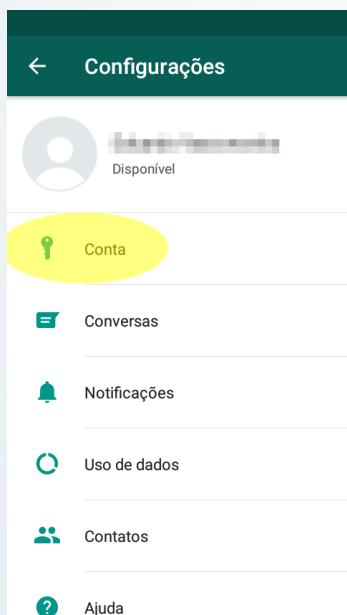 Configurações
Disponível
Conta
Conversas
Notificações
Uso de dados
Contatos
Ajuda